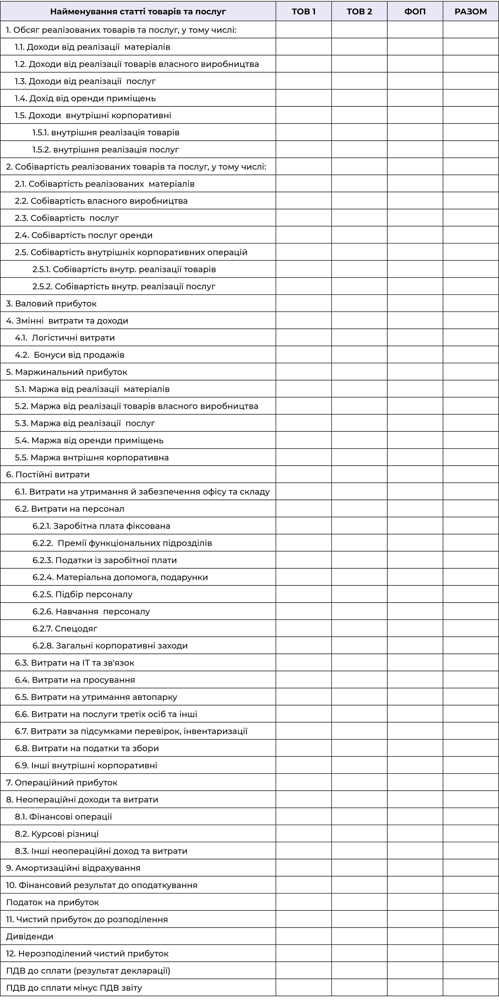 Найменування статті товарів та послуг ТОВ 1 ТОВ 2 ФОП РАЗОМ
1. Обсяг реалізованих товарів та послуг, у тому числі:
1.1. Доходи від реалізації  матеріалів
1.2. Доходи від реалізації товарів власного виробництва
1.3. Доходи від реалізації  послуг
1.4. Дохід від оренди приміщень
1.5. Доходи  внутрішні корпоративні
1.5.1. внутрішня реалізація товарів
1.5.2. внутрішня реалізація послуг
2. Собівартість реалізованих товарів та послуг, у тому числі:
2.1. Собівартість реалізованих  матеріалів
2.2. Собівартість власного виробництва
2.3. Собівартість  послуг
2.4. Собівартість послуг оренди
2.5. Собівартість внутрішніх корпоративних операцій
2.5.1. Собівартість внутр. реалізації товарів
2.5.2. Собівартість внутр. реалізації послуг
3. Валовий прибуток
4. Змінні  витрати та доходи
4.1.  Логістичні витрати
4.2.  Бонуси від продажів
5. Маржинальний прибуток
5.1. Маржа від реалізації  матеріалів
5.2. Маржа від реалізації товарів власного виробництва
5.3. Маржа від реалізації  послуг
5.4. Маржа від оренди приміщень
5.5. Маржа внтрішня корпоративна
6. Постійні витрати
6.1. Витрати на утримання й забезпечення офісу та складу
6.2. Витрати на персонал
6.2.1. Заробітна плата фіксована
6.2.2.  Премії функціональних підрозділів
6.2.3. Податки із заробітної плати
6.2.4. Матеріальна допомога, подарунки
6.2.5. Підбір персоналу
6.2.6. Навчання  персоналу
6.2.7. Спецодяг
6.2.8. Загальні корпоративні заходи
6.3. Витрати на ІТ та зв'язок
6.4. Витрати на просування
6.5. Витрати на утримання автопарку
6.6. Витрати на послуги третіх осіб та інші
6.7. Витрати за підсумками перевірок, інвентаризації
6.8. Витрати на податки та збори
6.9. Інші внутрішні корпоративні
7. Операційний прибуток
8. Неопераційні доходи та витрати
8.1. Фінансові операції
8.2. Курсові різниці
8.3. Інші неопераційні доход та витрати
9. Амортизаційні відрахування
10. Фінансовий результат до оподаткування
Податок на прибуток
11. Чистий прибуток до розподілення
Дивіденди
12. Нерозподілений чистий прибуток
ПДВ до сплати (результат декларації)
ПДВ до сплати мінус ПДВ звіту